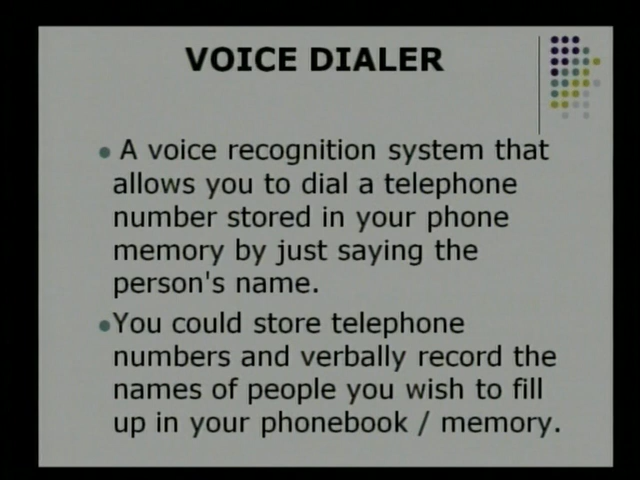 VOICE DIALER
A voice recognition system that
allows you to dial a telephone
number stored in your phone
memory by just saying the
person's name.
You could store telephone
numbers and verbally record the
names of people you wish to fill
up in your phonebook / memory.